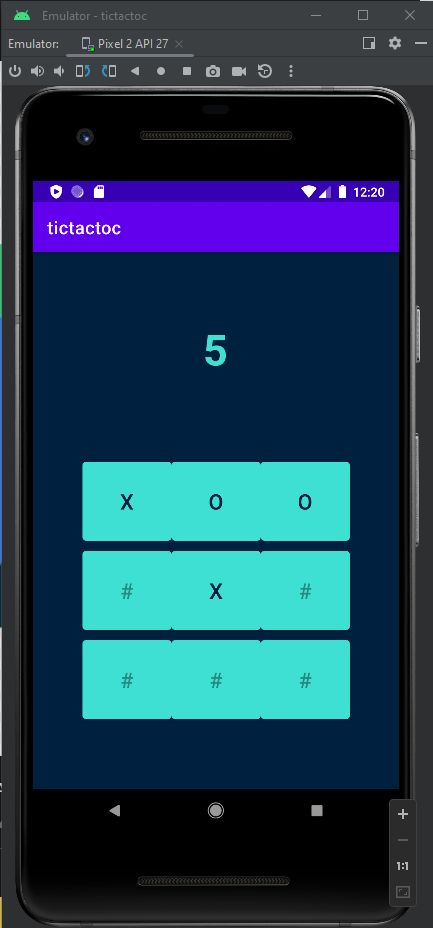 Emulator - tictactoc
Emulator: Pixel 2 API 27
12:20
tictactoc
5
X O O
# X #
# # #
1:1